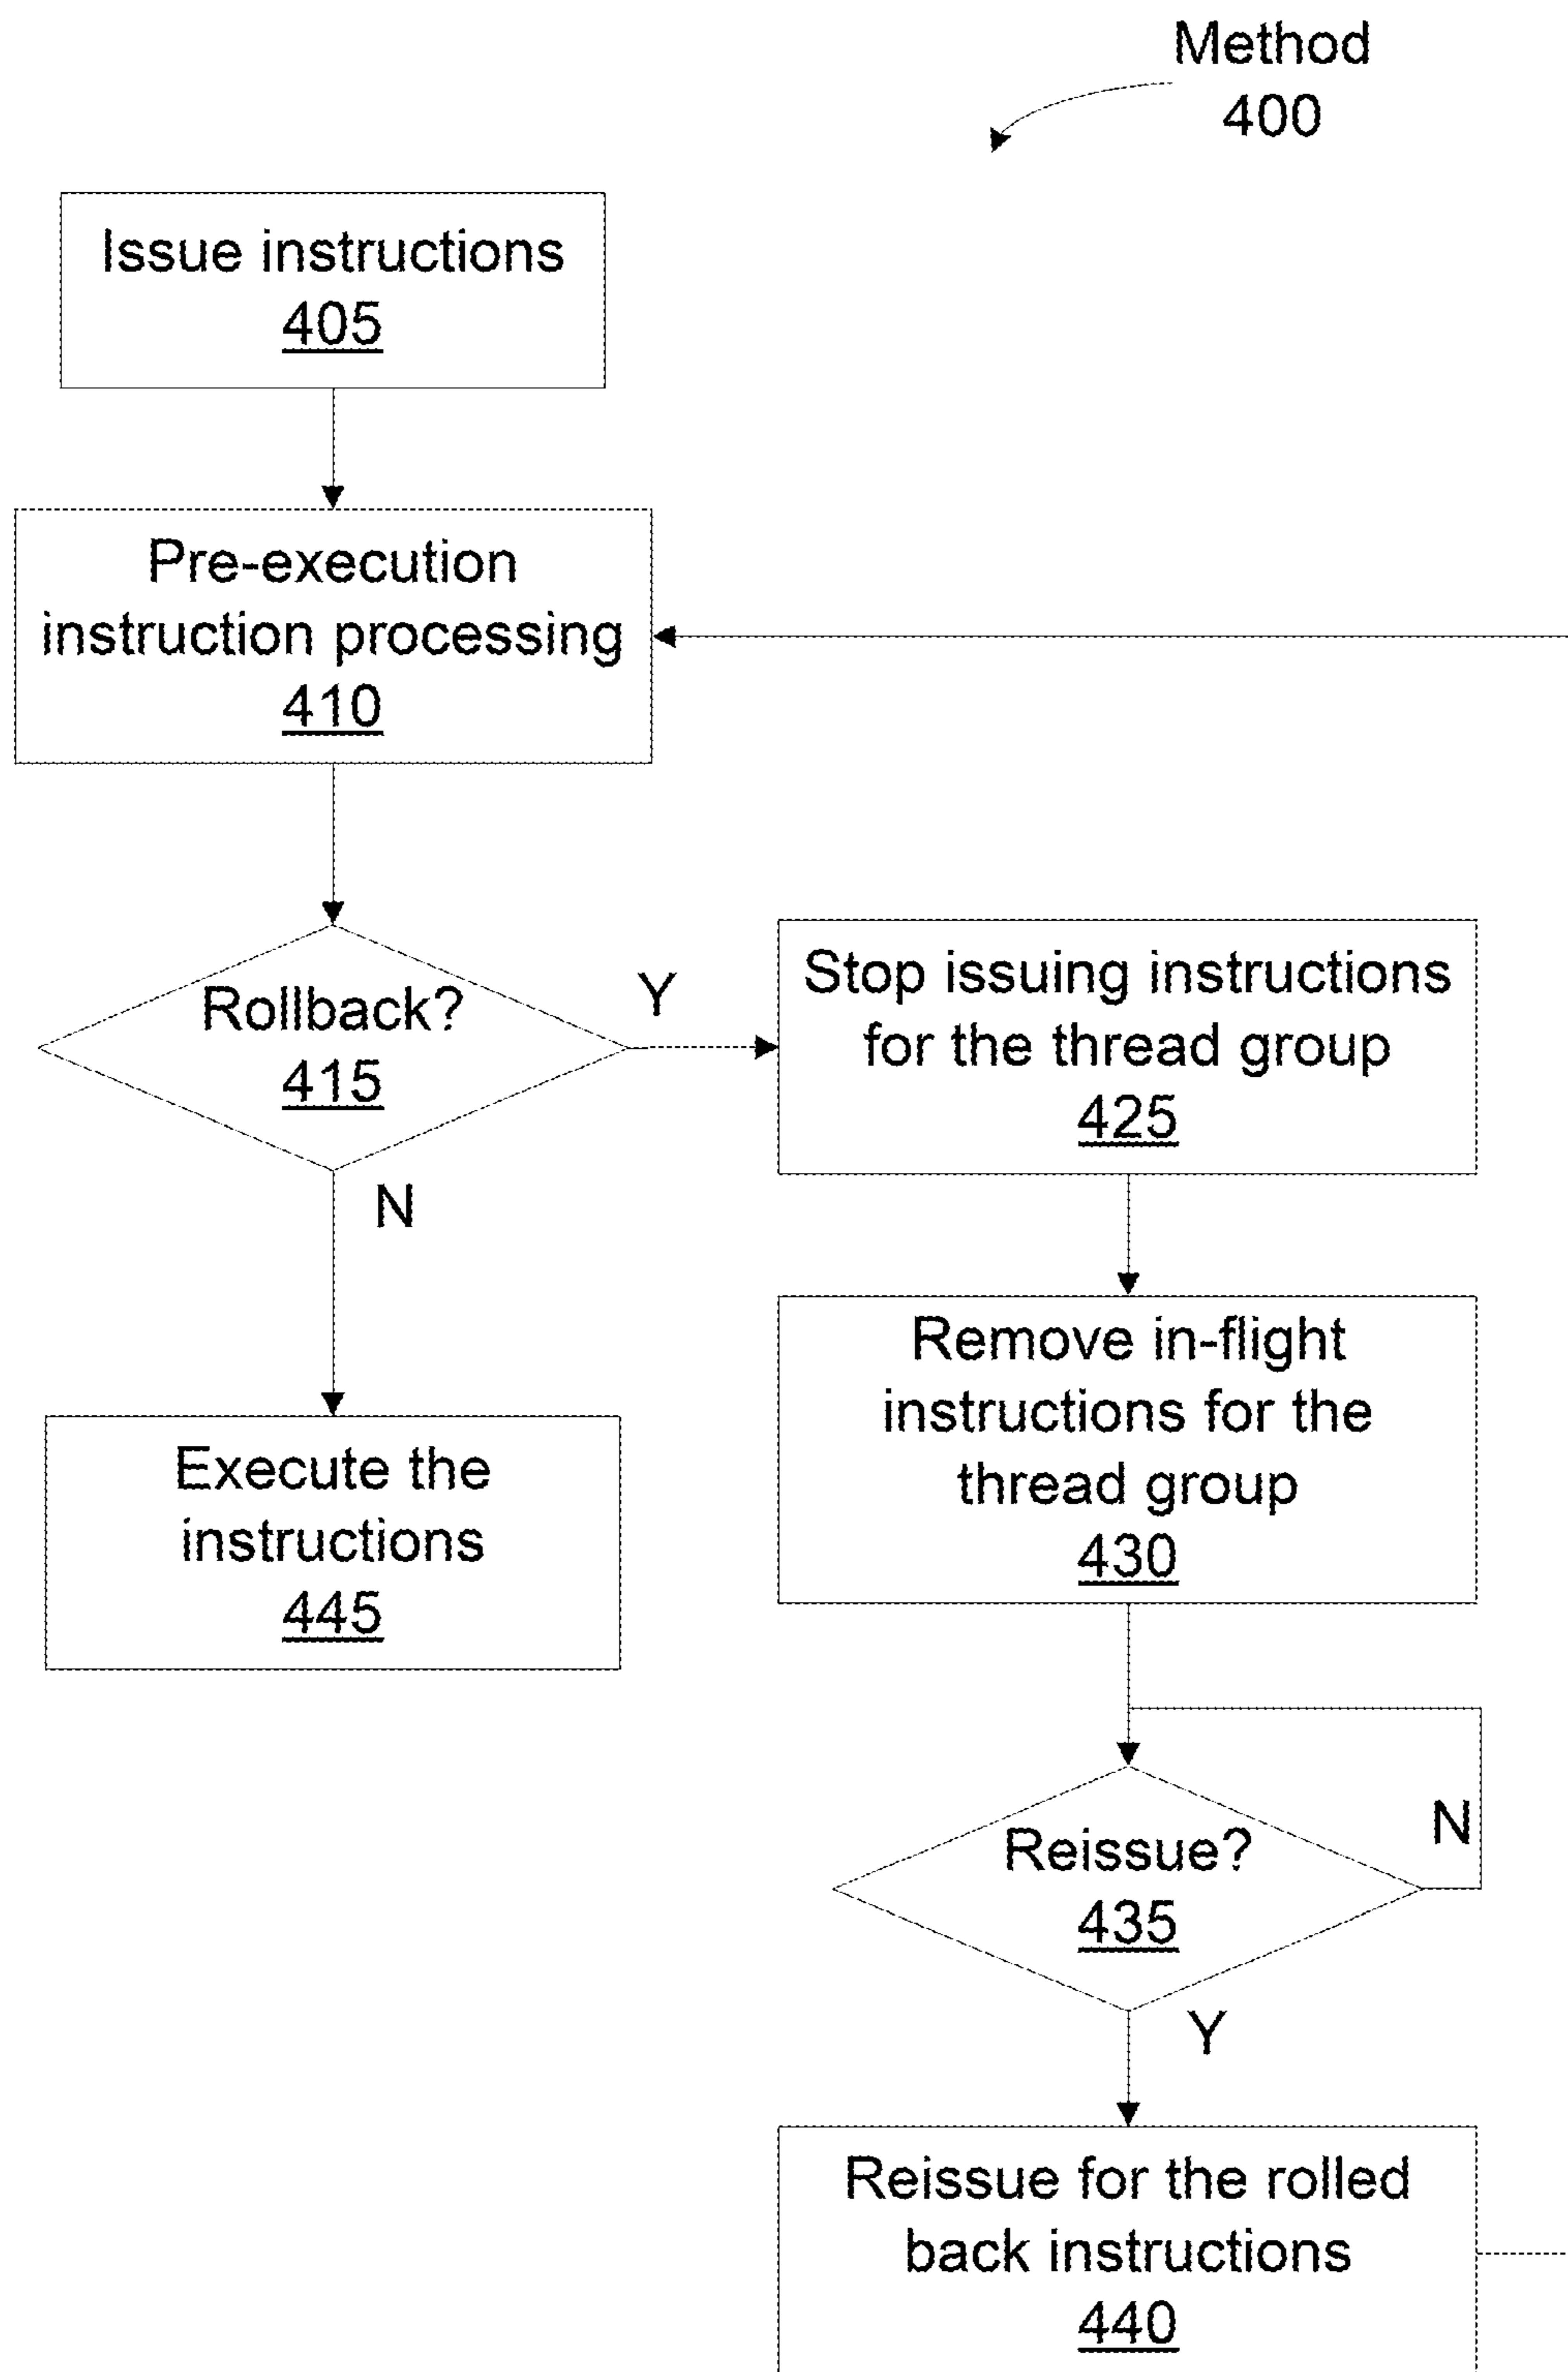 Method
400
Issue instructions
405
Pre-execution
instruction processing
410
Rollback?
415
Y
N
Stop issuing instructions
for the thread group
425
Remove in-flight
instructions for the
thread group
430
Execute the
instructions
445
Reissue?
435
N
Y
Reissue for the rolled
back instructions
440